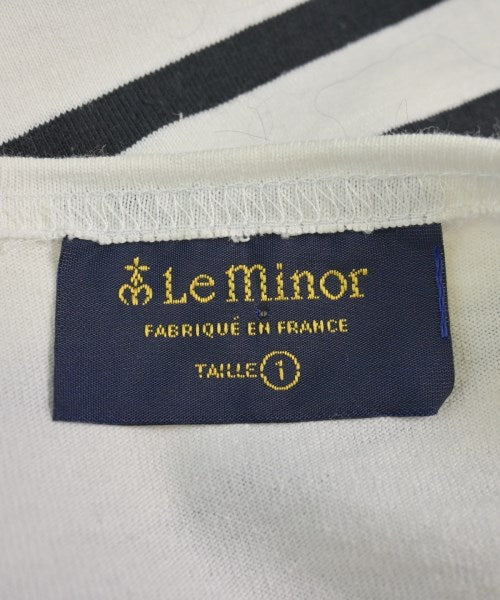 Le minor
FABRIQUÉ EN FRANCE
TAILLE 1